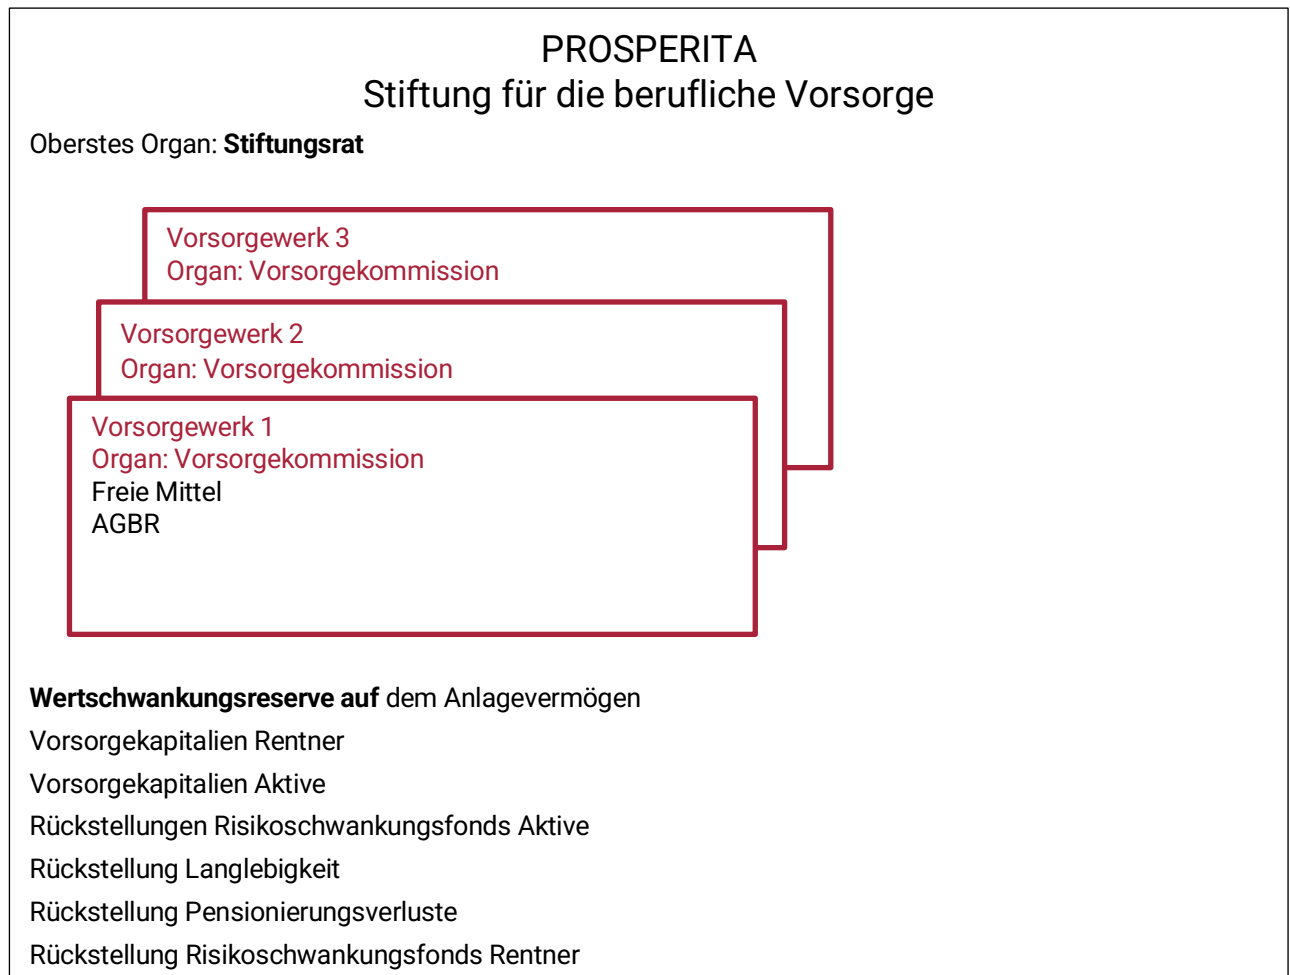 PROSPERITA
Stiftung für die berufliche Vorsorge
Oberstes Organ: Stiftungsrat
Vorsorgewerk 3
Organ: Vorsorgekommission
Vorsorgewerk 2
Organ: Vorsorgekommission
Vorsorgewerk 1
Organ: Vorsorgekommission
Freie Mittel
AGBR
Wertschwankungsreserve auf dem Anlagevermögen
Vorsorgekapitalien Rentner
Vorsorgekapitalien Aktive
Rückstellungen Risikoschwankungsfonds Aktive
Rückstellung Langlebigkeit
Rückstellung Pensionierungsverluste
Rückstellung Risikoschwankungsfonds Rentner